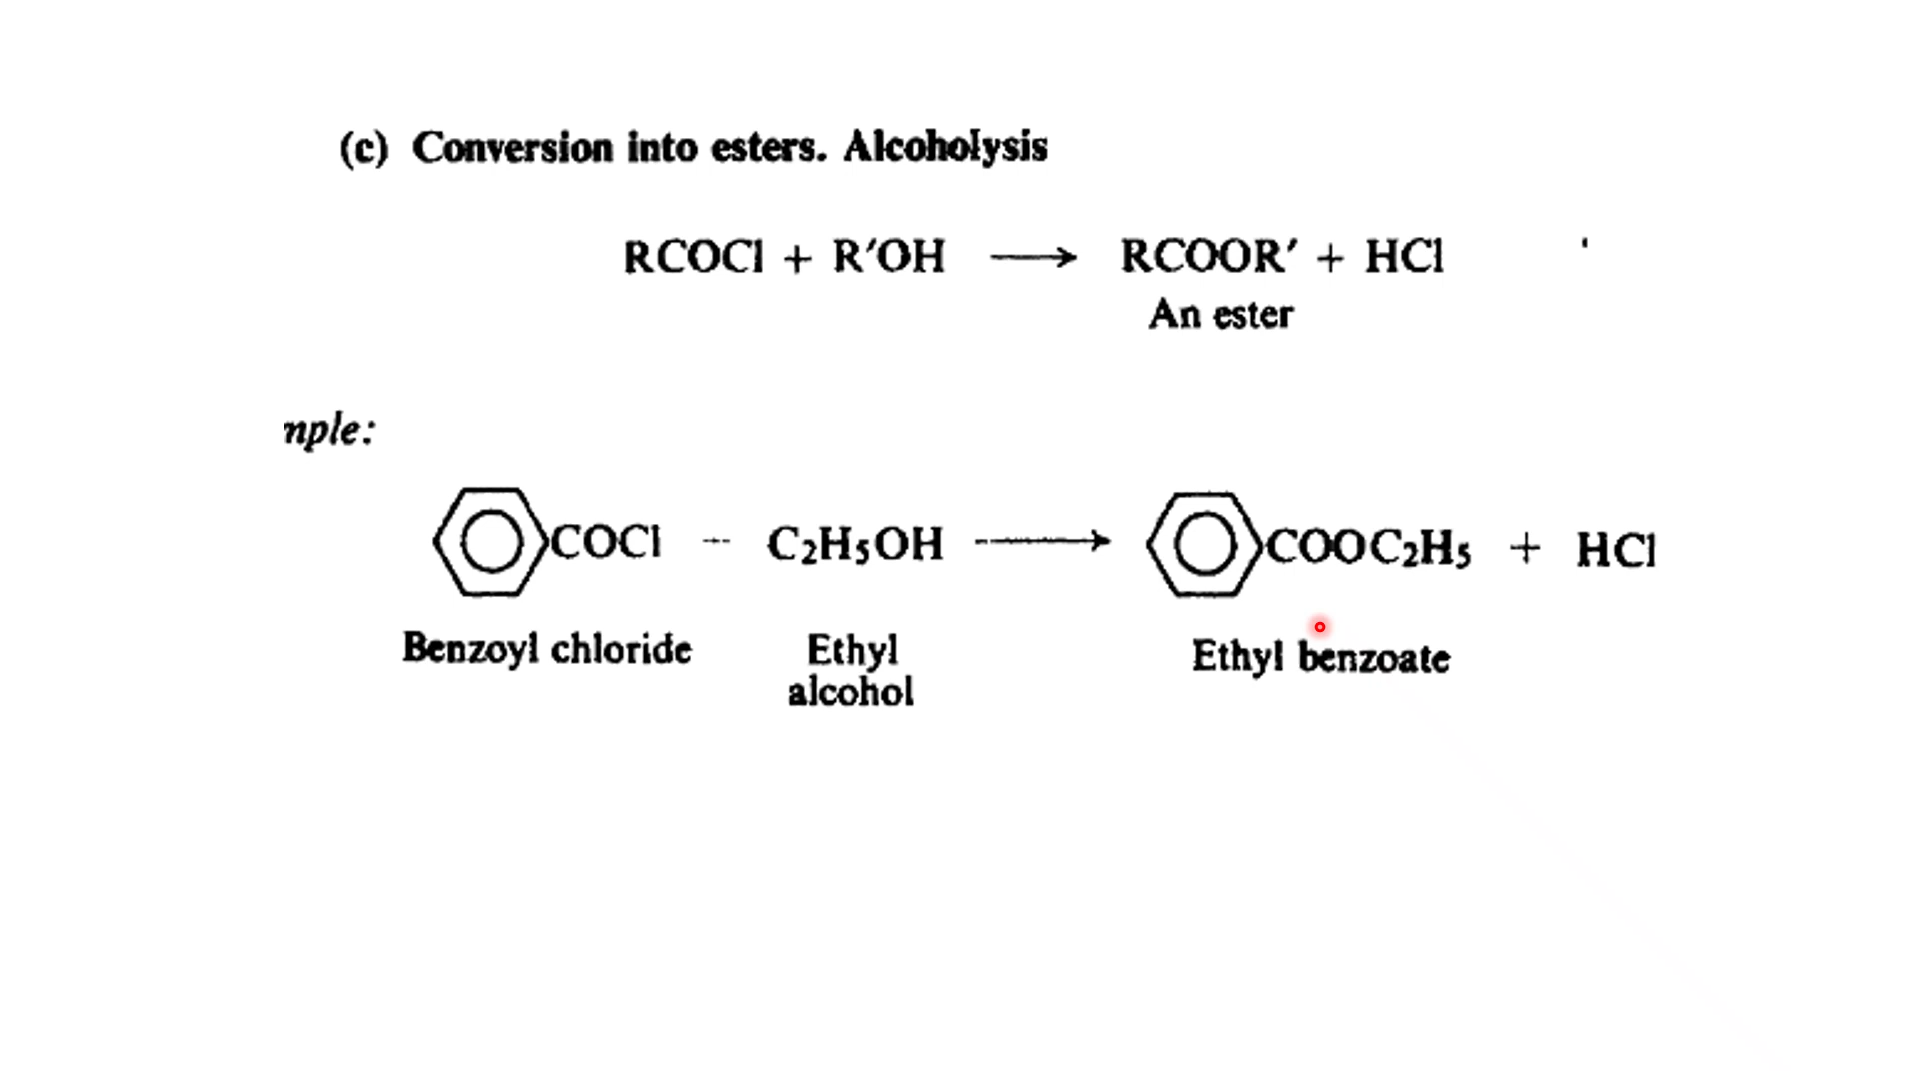 (c) Conversion into esters. Alcoholysis
RCOCl + R′OH ⟶ RCOOR′ + HCl
An ester
mple:
COCl -- C₂H₅OH ⟶ COOC₂H₅ + HCl
Benzoyl chloride Ethyl alcohol Ethyl benzoate